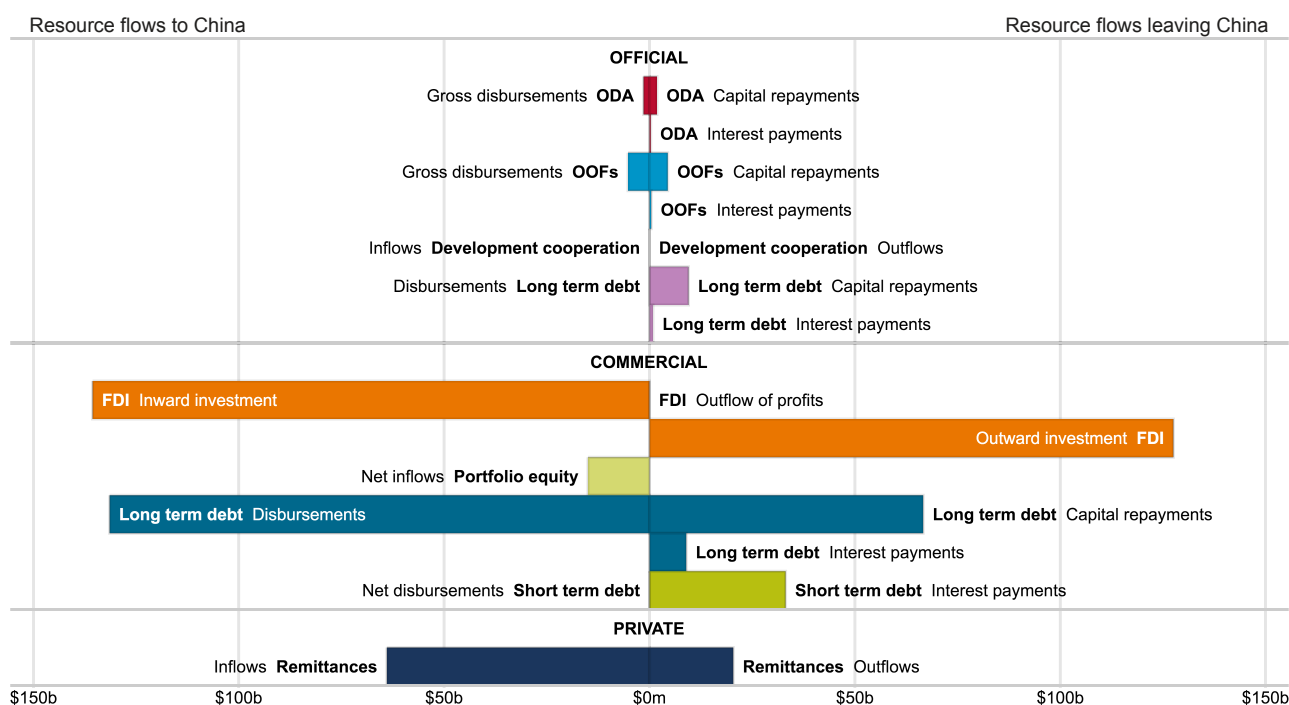 Resource flows to China
Resource flows leaving China
OFFICIAL
Gross disbursements ODA ODA Capital repayments
ODA Interest payments
Gross disbursements OOFs OOFs Capital repayments
OOFs Interest payments
Inflows Development cooperation Development cooperation Outflows
Disbursements Long term debt Long term debt Capital repayments
Long term debt Interest payments
COMMERCIAL
FDI Inward investment FDI Outflow of profits
Outward investment FDI
Net inflows Portfolio equity
Long term debt Disbursements Long term debt Capital repayments
Long term debt Interest payments
Net disbursements Short term debt Short term debt Interest payments
PRIVATE
Inflows Remittances Remittances Outflows
$150b $100b $50b $0m $50b $100b $150b